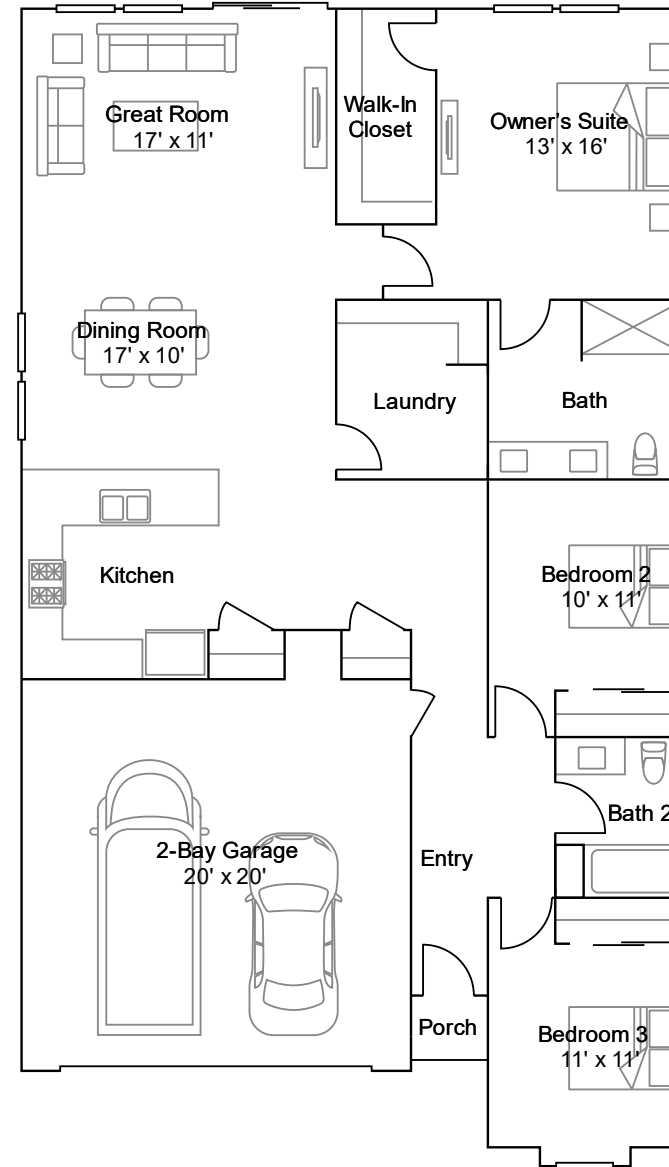 Great Room
17' x 11'
Walk-In
Closet
Owner's Suite
13' x 16'
Dining Room
17' x 10'
Laundry
Bath
Kitchen
Bedroom 2
10' x 11'
Bath 2
2-Bay Garage
20' x 20'
Entry
Porch
Bedroom 3
11' x 11'